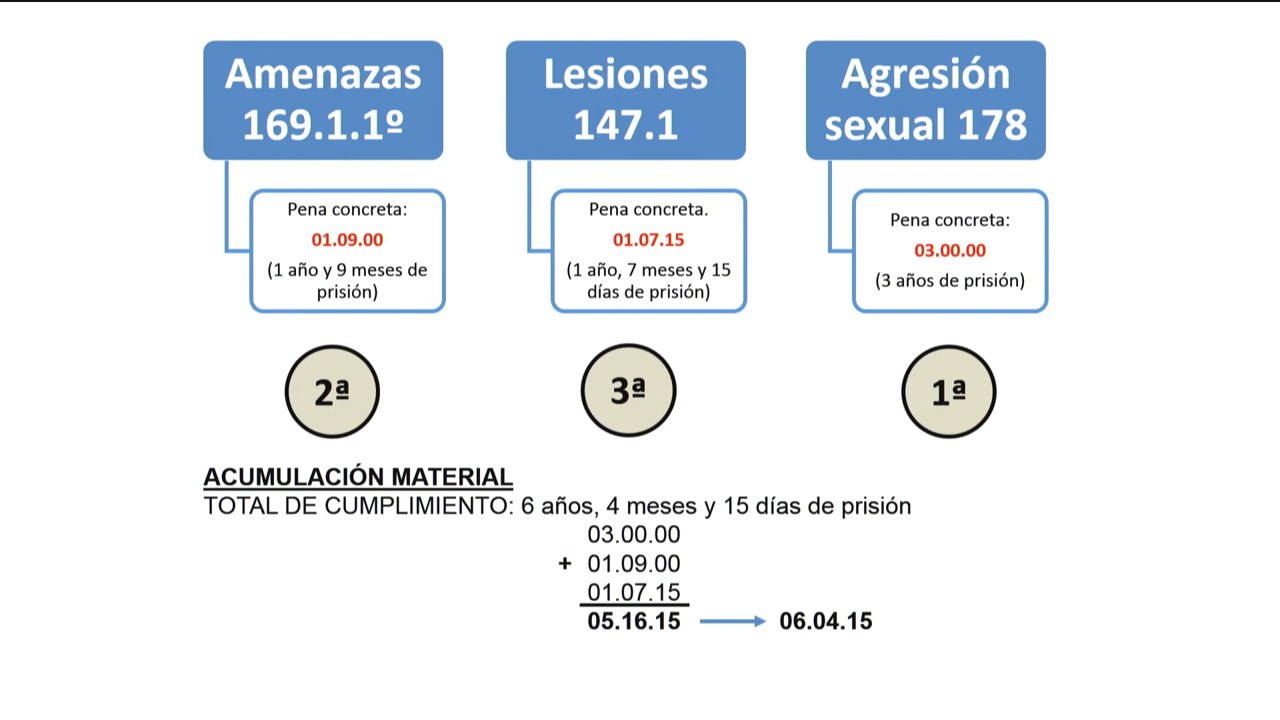 Amenazas
169.1.1º
Pena concreta:
01.09.00
(1 año y 9 meses de
prisión)
2ª
Lesiones
147.1
Pena concreta.
01.07.15
(1 año, 7 meses y 15
días de prisión)
3ª
Agresión
sexual 178
Pena concreta:
03.00.00
(3 años de prisión)
1ª
ACUMULACIÓN MATERIAL
TOTAL DE CUMPLIMIENTO: 6 años, 4 meses y 15 días de prisión
03.00.00
+ 01.09.00
01.07.15
05.16.15 06.04.15